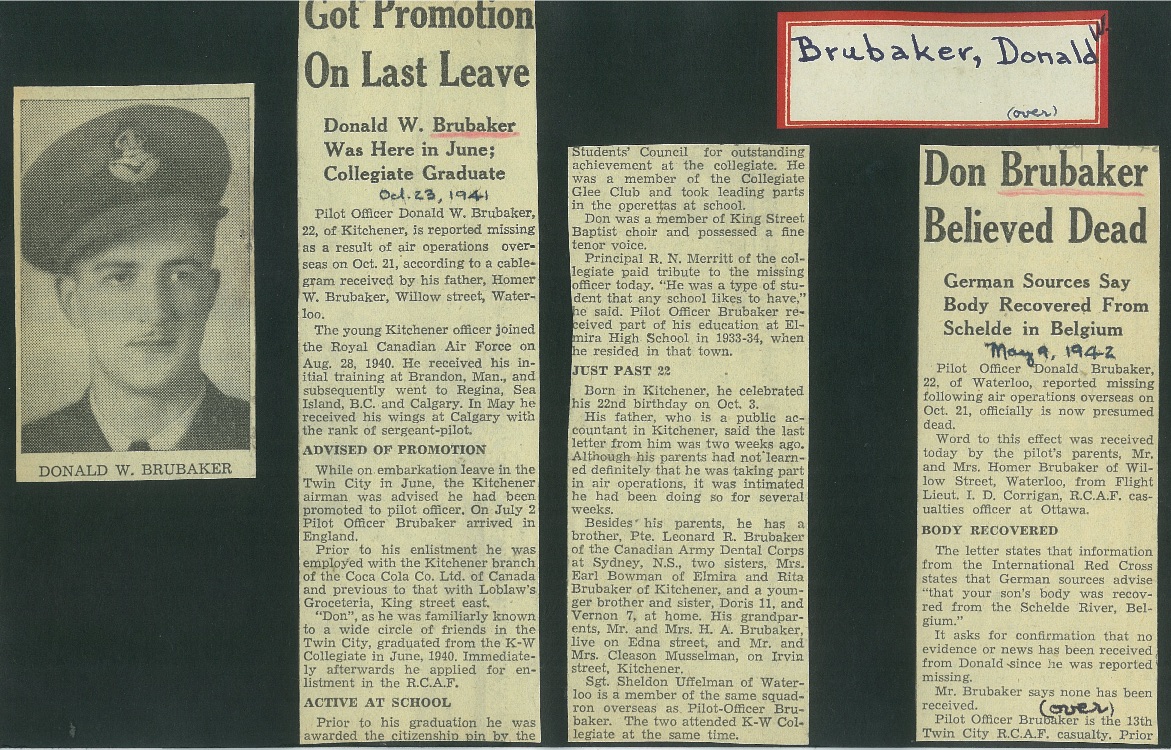 DONALD W. BRUBAKER
Got Promotion
On Last Leave
Donald W. Brubaker
Was Here in June;
Collegiate Graduate
Oct. 23, 1941
Pilot Officer Donald W. Brubaker,
22, of Kitchener, is reported missing
as a result of air operations over-
seas on Oct. 21, according to a cable-
gram received by his father, Homer
W. Brubaker, Willow street, Water-
loo.
The young Kitchener officer joined
the Royal Canadian Air Force on
Aug. 28, 1940. He received his in-
itial training at Brandon, Man., and
subsequently went to Regina, Sea
Island, B.C. and Calgary. In May he
received his wings at Calgary with
the rank of sergeant-pilot.
ADVISED OF PROMOTION
While on embarkation leave in the
Twin City in June, the Kitchener
airman was advised he had been
promoted to pilot officer. On July 2
Pilot Officer Brubaker arrived in
England.
Prior to his enlistment he was
employed with the Kitchener branch
of the Coca Cola Co. Ltd. of Canada
and previous to that with Loblaw's
Groceteria, King street east.
"Don", as he was familiarly known
to a wide circle of friends in the
Twin City, graduated from the K-W
Collegiate in June, 1940. Immediate-
ly afterwards he applied for en-
listment in the R.C.A.F.
ACTIVE AT SCHOOL
Prior to his graduation he was
awarded the citizenship pin by the
Students' Council for outstanding
achievement at the collegiate. He
was a member of the Collegiate
Glee Club and took leading parts
in the operettas at school.
Don was a member of King Street
Baptist choir and possessed a fine
tenor voice.
Principal R. N. Merritt of the col-
legiate paid tribute to the missing
officer today. "He was a type of stu-
dent that any school likes to have,"
he said. Pilot Officer Brubaker re-
ceived part of his education at El-
mira High School in 1933-34, when
he resided in that town.
JUST PAST 22
Born in Kitchener, he celebrated
his 22nd birthday on Oct. 3.
His father, who is a public ac-
countant in Kitchener, said the last
letter from him was two weeks ago.
Although his parents had not learn-
ed definitely that he was taking part
in air operations, it was intimated
he had been doing so for several
weeks.
Besides his parents, he has a
brother, Pte. Leonard R. Brubaker
of the Canadian Army Dental Corps
at Sydney, N.S., two sisters, Mrs.
Earl Bowman of Elmira and Rita
Brubaker of Kitchener, and a youn-
ger brother and sister, Doris 11, and
Vernon 7, at home. His grandpar-
ents, Mr. and Mrs. H. A. Brubaker,
live on Edna street, and Mr. and
Mrs. Cleason Musselman, on Irvin
street, Kitchener.
Sgt. Sheldon Uffelman of Water-
loo is a member of the same squad-
ron overseas as Pilot-Officer Bru-
baker. The two attended K-W Col-
legiate at the same time.
Brubaker, Donald W.
(over)
Don Brubaker
Believed Dead
German Sources Say
Body Recovered From
Schelde in Belgium
May 9, 1942
Pilot Officer Donald Brubaker,
22, of Waterloo, reported missing
following air operations overseas on
Oct. 21, officially is now presumed
dead.
Word to this effect was received
today by the pilot's parents, Mr.
and Mrs. Homer Brubaker of Wil-
low Street, Waterloo, from Flight
Lieut. I. D. Corrigan, R.C.A.F. cas-
ualties officer at Ottawa.
BODY RECOVERED
The letter states that information
from the International Red Cross
states that German sources advise
"that your son's body was recov-
red from the Schelde River, Bel-
gium."
It asks for confirmation that no
evidence or news has been received
from Donald since he was reported
missing.
Mr. Brubaker says none has been
received. (over)
Pilot Officer Brubaker is the 13th
Twin City R.C.A.F. casualty. Prior